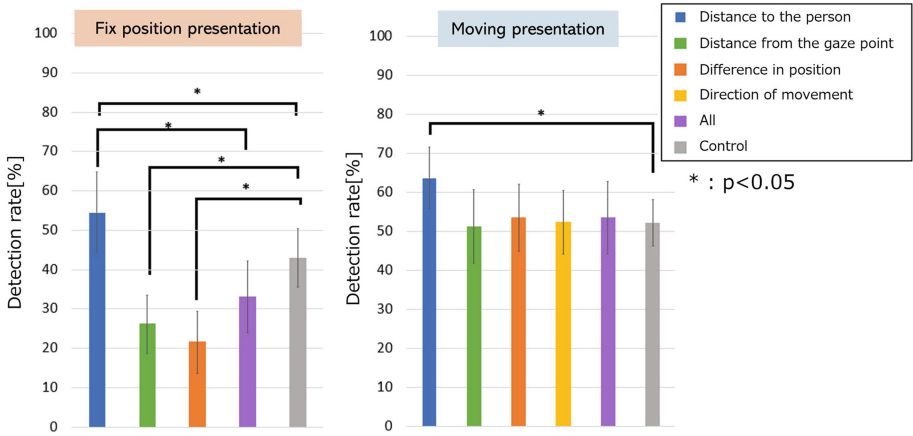 Fix position presentation
Detection rate[%]
100
90
80
70
60
50
40
30
20
10
0
*
*
*
*
Moving presentation
Detection rate[%]
100
90
80
70
60
50
40
30
20
10
0
*
Distance to the person
Distance from the gaze point
Difference in position
Direction of movement
All
Control
* : p<0.05